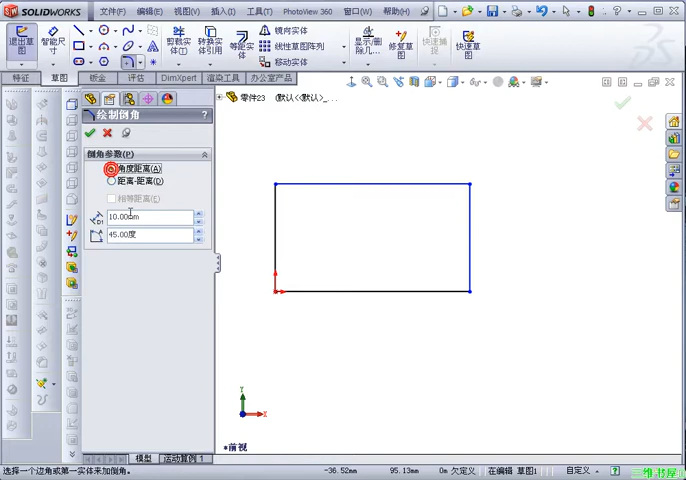 SOLIDWORKS 文件(F) 编辑(E) 视图(V) 插入(I) 工具(T) PhotoView 360 窗口(W) 帮助(H)
退出草图 智能尺寸 剪裁实体(T) 转换实体引用 等距实体 镜向实体 线性草图阵列 移动实体 显示/删除几... 修复草图 快速捕捉 快速草图
特征 草图 钣金 评估 DimXpert 渲染工具 办公室产品
零件23 (默认<<默认>_...
绘制倒角 ?
倒角参数(P)
角度距离(A)
距离-距离(D)
相等距离(E)
10.00mm
45.00度
Y
X
*前视
模型 运动算例 1
选择一个边角或第一实体来加倒角。 -36.52mm 95.13mm 0m 欠定义 在编辑 草图1 自定义
三维书屋